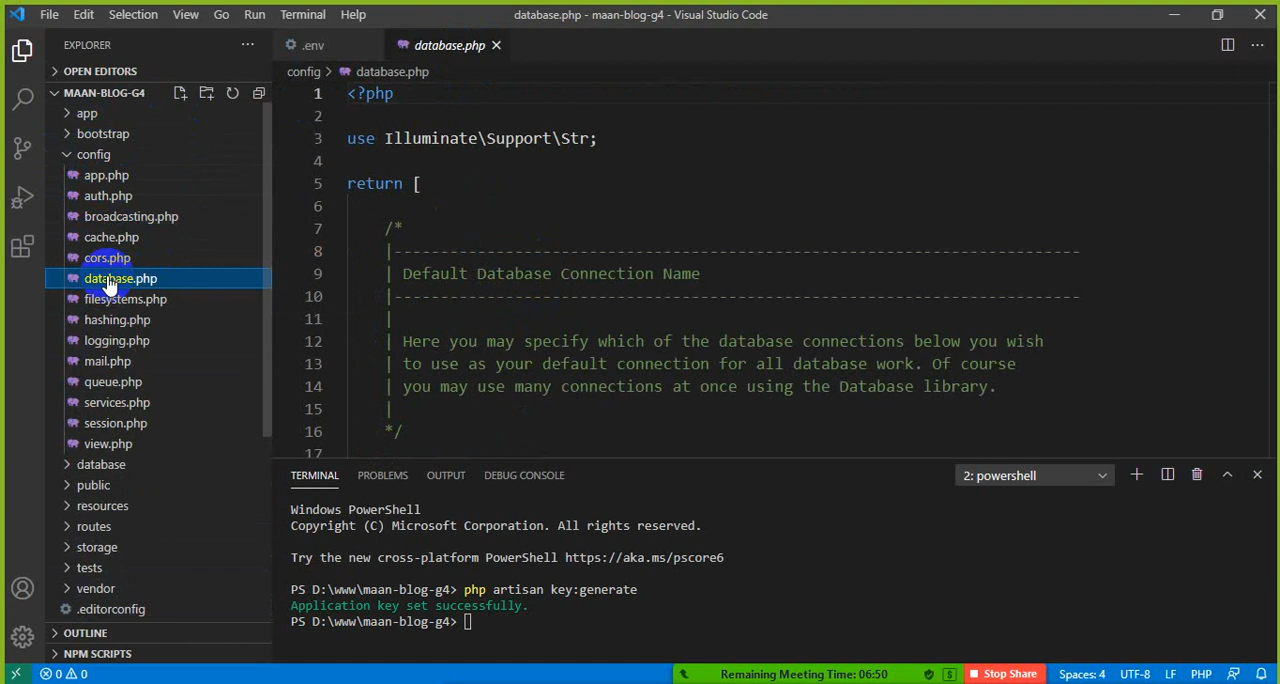 File Edit Selection View Go Run Terminal Help database.php - maan-blog-g4 - Visual Studio Code
EXPLORER
OPEN EDITORS
MAAN-BLOG-G4
app
bootstrap
config
app.php
auth.php
broadcasting.php
cache.php
cors.php
database.php
filesystems.php
hashing.php
logging.php
mail.php
queue.php
services.php
session.php
view.php
database
public
resources
routes
storage
tests
vendor
.editorconfig
OUTLINE
NPM SCRIPTS
.env database.php
config > database.php
1 <?php
2
3 use Illuminate\Support\Str;
4
5 return [
6
7 /*
8 |--------------------------------------------------------------------------
9 | Default Database Connection Name
10 |--------------------------------------------------------------------------
11 |
12 | Here you may specify which of the database connections below you wish
13 | to use as your default connection for all database work. Of course
14 | you may use many connections at once using the Database library.
15 |
16 */
17
TERMINAL PROBLEMS OUTPUT DEBUG CONSOLE 2: powershell
Windows PowerShell
Copyright (C) Microsoft Corporation. All rights reserved.
Try the new cross-platform PowerShell https://aka.ms/pscore6
PS D:\www\maan-blog-g4> php artisan key:generate
Application key set successfully.
PS D:\www\maan-blog-g4>
0 0 Remaining Meeting Time: 06:50 $ Stop Share Spaces: 4 UTF-8 LF PHP